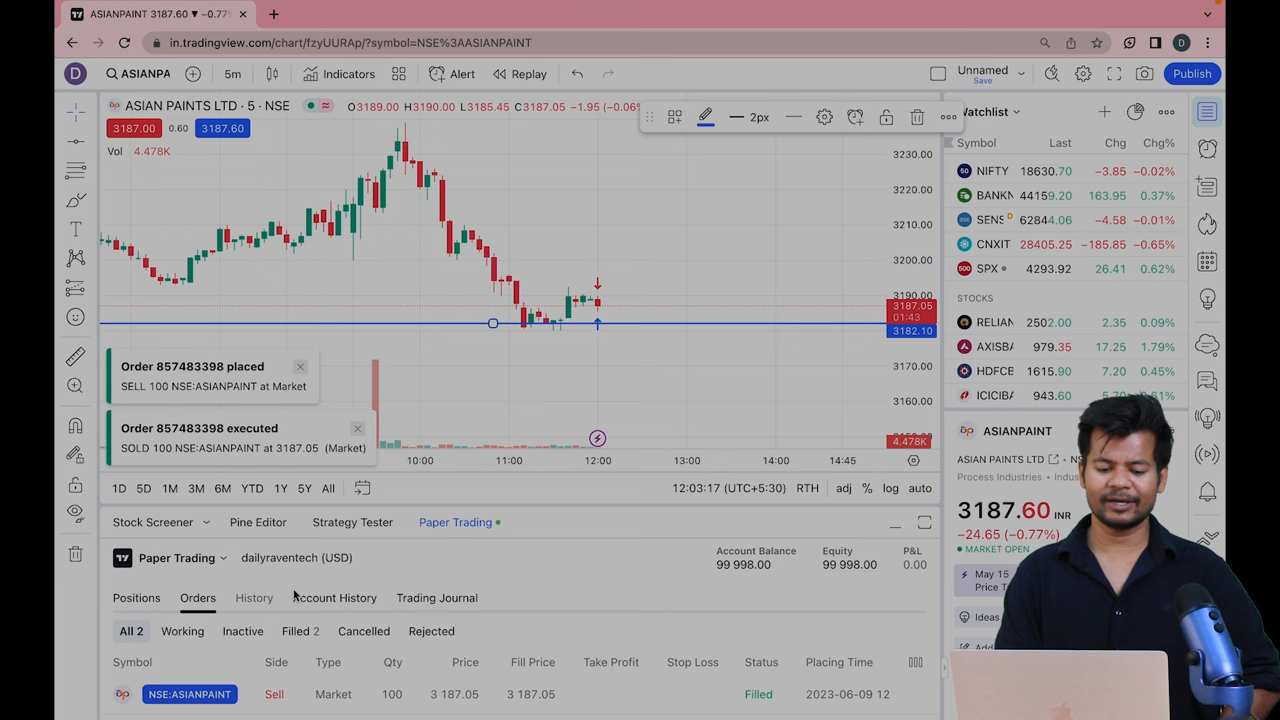 ASIANPAINT 3187.60 ▼ −0.77%
in.tradingview.com/chart/fzyUURAp/?symbol=NSE%3AASIANPAINT
D
D
ASIANPA
5m
Indicators
Alert
Replay
Unnamed
Save
Publish
ASIAN PAINTS LTD · 5 · NSE
O3189.00 H3190.00 L3185.45 C3187.05 −1.95 (−0.06%
3187.00
0.60
3187.60
Vol 4.478K
2px
3230.00
3220.00
3210.00
3200.00
3190.00
3187.05
01:43
3182.10
3170.00
3160.00
4.478K
Order 857483398 placed
SELL 100 NSE:ASIANPAINT at Market
Order 857483398 executed
SOLD 100 NSE:ASIANPAINT at 3187.05 (Market)
10:00
11:00
12:00
13:00
14:00
14:45
1D 5D 1M 3M 6M YTD 1Y 5Y All
12:03:17 (UTC+5:30)
RTH
adj % log auto
Watchlist
Symbol Last Chg Chg%
NIFTY 18630.70 −3.85 −0.02%
BANKN 44159.20 163.95 0.37%
SENS D 62844.06 −4.58 −0.01%
CNXIT 28405.25 −185.85 −0.65%
SPX 4293.92 26.41 0.62%
STOCKS
RELIAN 2502.00 2.35 0.09%
AXISBA 979.35 17.25 1.79%
HDFCB 1615.90 7.20 0.45%
ICICIBA 943.60
ASIANPAINT
ASIAN PAINTS LTD
Process Industries
3187.60 INR
−24.65 (−0.77%)
MARKET OPEN
May 15
Price T
Ideas
Stock Screener
Pine Editor
Strategy Tester
Paper Trading
Paper Trading
dailyraventech (USD)
Account Balance
99 998.00
Equity
99 998.00
P&L
0.00
Positions
Orders
History
Account History
Trading Journal
All 2
Working
Inactive
Filled 2
Cancelled
Rejected
Symbol Side Type Qty Price Fill Price Take Profit Stop Loss Status Placing Time
NSE:ASIANPAINT Sell Market 100 3 187.05 3 187.05 Filled 2023-06-09 12